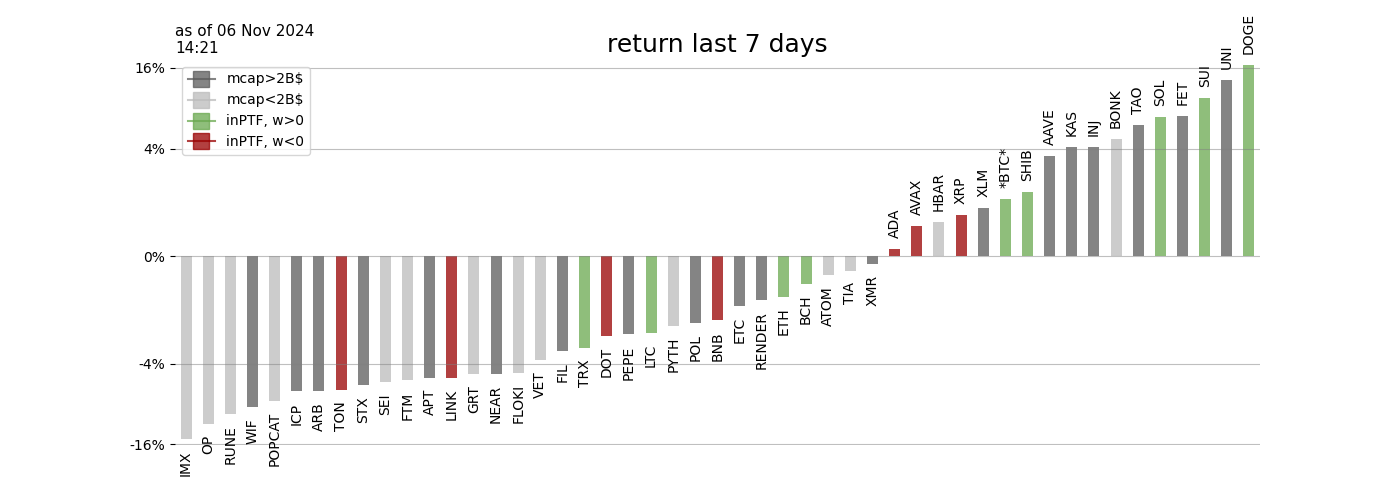 as of 06 Nov 2024
14:21
return last 7 days
mcap>2B$
mcap<2B$
inPTF, w>0
inPTF, w<0
16%
4%
0%
-4%
-16%
IMX
OP
RUNE
WIF
POPCAT
ICP
ARB
TON
STX
SEI
FTM
APT
LINK
GRT
NEAR
FLOKI
VET
FIL
TRX
DOT
PEPE
LTC
PYTH
POL
BNB
ETC
RENDER
ETH
BCH
ATOM
TIA
XMR
ADA
AVAX
HBAR
XRP
XLM
*BTC*
SHIB
AAVE
KAS
INJ
BONK
TAO
SOL
FET
SUI
UNI
DOGE